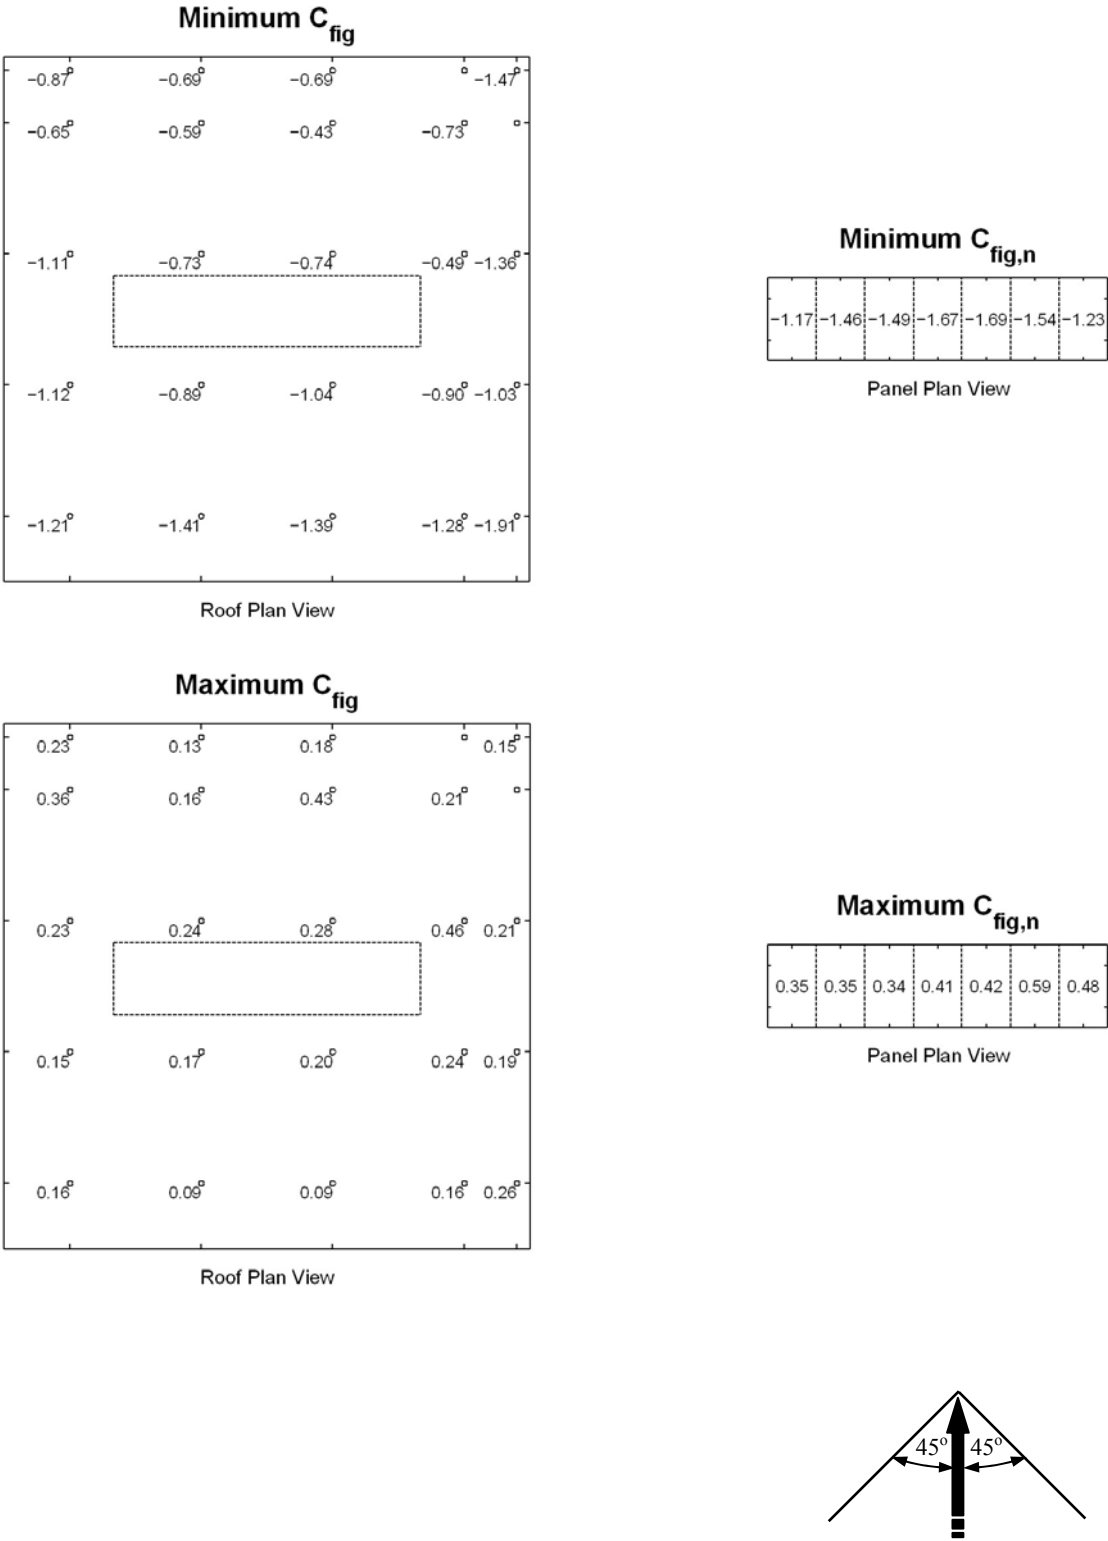 Minimum C_fig
−0.87 −0.69 −0.69 −1.47
−0.65 −0.59 −0.43 −0.73
−1.11 −0.73 −0.74 −0.49 −1.36
−1.12 −0.89 −1.04 −0.90 −1.03
−1.21 −1.41 −1.39 −1.28 −1.91
Roof Plan View
Minimum C_fig,n
−1.17 −1.46 −1.49 −1.67 −1.69 −1.54 −1.23
Panel Plan View
Maximum C_fig
0.23 0.13 0.18 0.15
0.36 0.16 0.43 0.21
0.23 0.24 0.28 0.46 0.21
0.15 0.17 0.20 0.24 0.19
0.16 0.09 0.09 0.16 0.26
Roof Plan View
Maximum C_fig,n
0.35 0.35 0.34 0.41 0.42 0.59 0.48
Panel Plan View
45° 45°